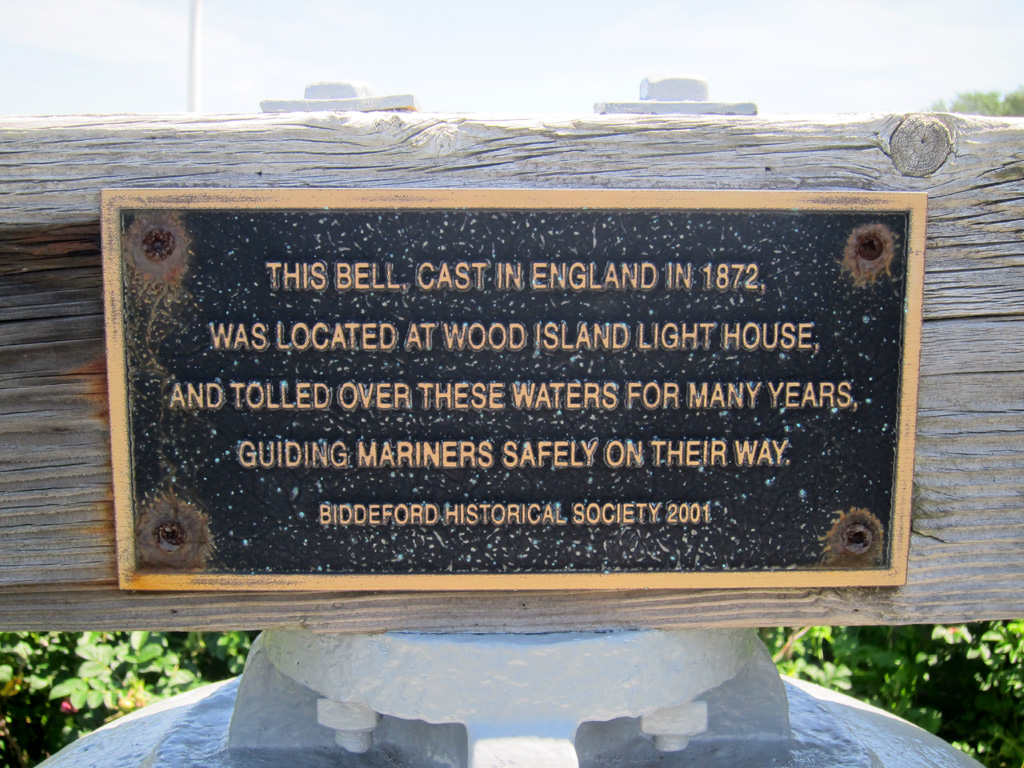 THIS BELL, CAST IN ENGLAND IN 1872,
WAS LOCATED AT WOOD ISLAND LIGHT HOUSE,
AND TOLLED OVER THESE WATERS FOR MANY YEARS,
GUIDING MARINERS SAFELY ON THEIR WAY.
BIDDEFORD HISTORICAL SOCIETY 2001